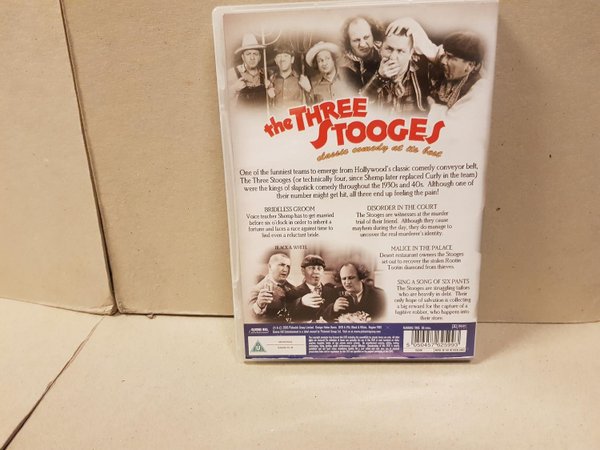 the THREE
STOOGES
classic comedy at its best
One of the funniest teams to emerge from Hollywood's classic comedy conveyor belt,
The Three Stooges (or technically four, since Shemp later replaced Curly in the team)
were the kings of slapstick comedy throughout the 1930s and 40s. Although one of
their number might get hit, all three end up feeling the pain!
BRIDELESS GROOM
Voice teacher Shemp has to get married
before six o'clock in order to inherit a
fortune and faces a race against time to
find even a reluctant bride.
BLACK & WHITE
DISORDER IN THE COURT
The Stooges are witnesses at the murder
trial of their friend. Although they cause
mayhem during the day, they do manage to
uncover the real murderer's identity.
MALICE IN THE PALACE
Desert restaurant owners the Stooges
set out to recover the stolen Rootin
Tootin diamond from thieves.
SING A SONG OF SIX PANTS
The Stooges are struggling tailors
who are heavily in debt. Their
only hope of salvation is collecting
a big reward for the capture of a
fugitive robber, who happens into
their store.
U
5 050457 625993